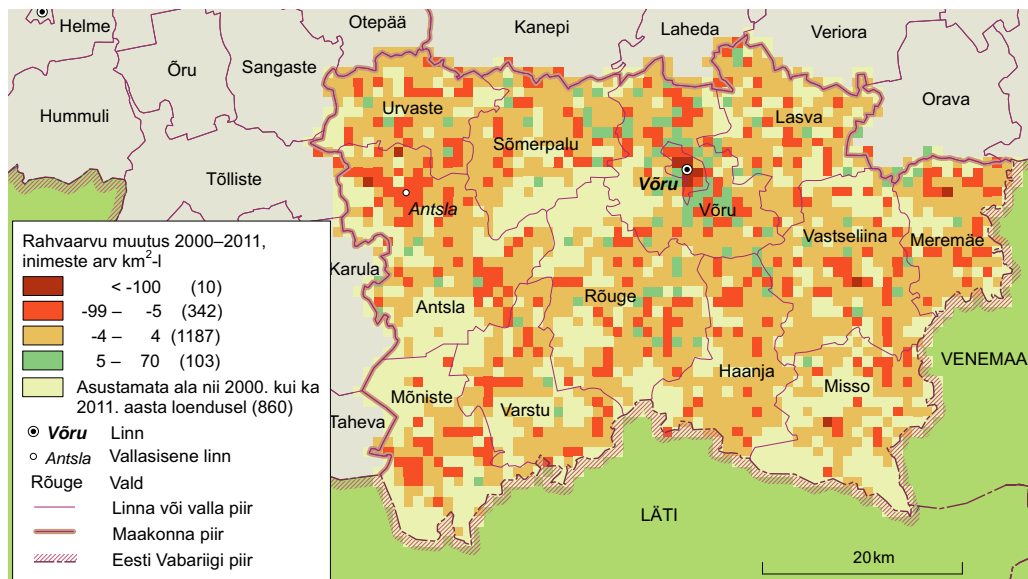 Helme
Otepää
Kanepi
Laheda
Veriora
Õru
Sangaste
Hummuli
Urvaste
Lasva
Orava
Sõmerpalu
Tõlliste
Võru
Antsla
Võru
Vastseliina
Meremäe
Karula
Antsla
Rõuge
VENEMAA
Haanja
Misso
Mõniste
Varstu
Taheva
LÄTI
20 km
Rahvaarvu muutus 2000–2011,
inimeste arv km²-l
< -100 (10)
-99 – -5 (342)
-4 – 4 (1187)
5 – 70 (103)
Asustamata ala nii 2000. kui ka
2011. aasta loendusel (860)
Võru Linn
Antsla Vallasisene linn
Rõuge Vald
Linna või valla piir
Maakonna piir
Eesti Vabariigi piir